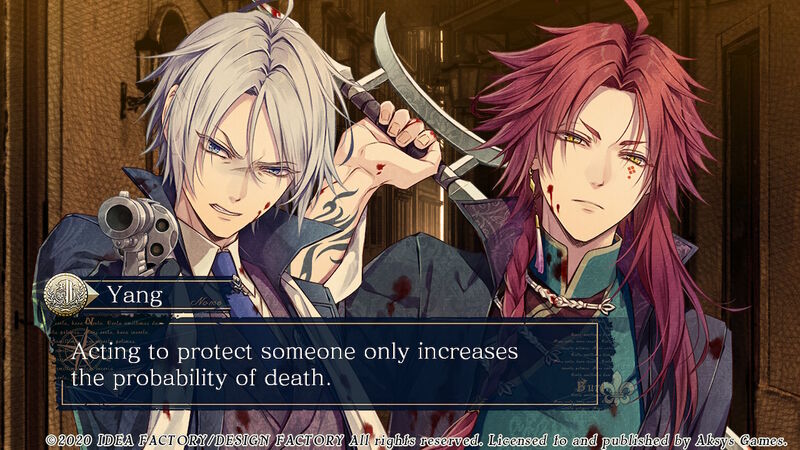 Yang
Name
Acting to protect someone only increases
the probability of death.
©2020 IDEA FACTORY/DESIGN FACTORY All rights reserved. Licensed to and published by Aksys Games.